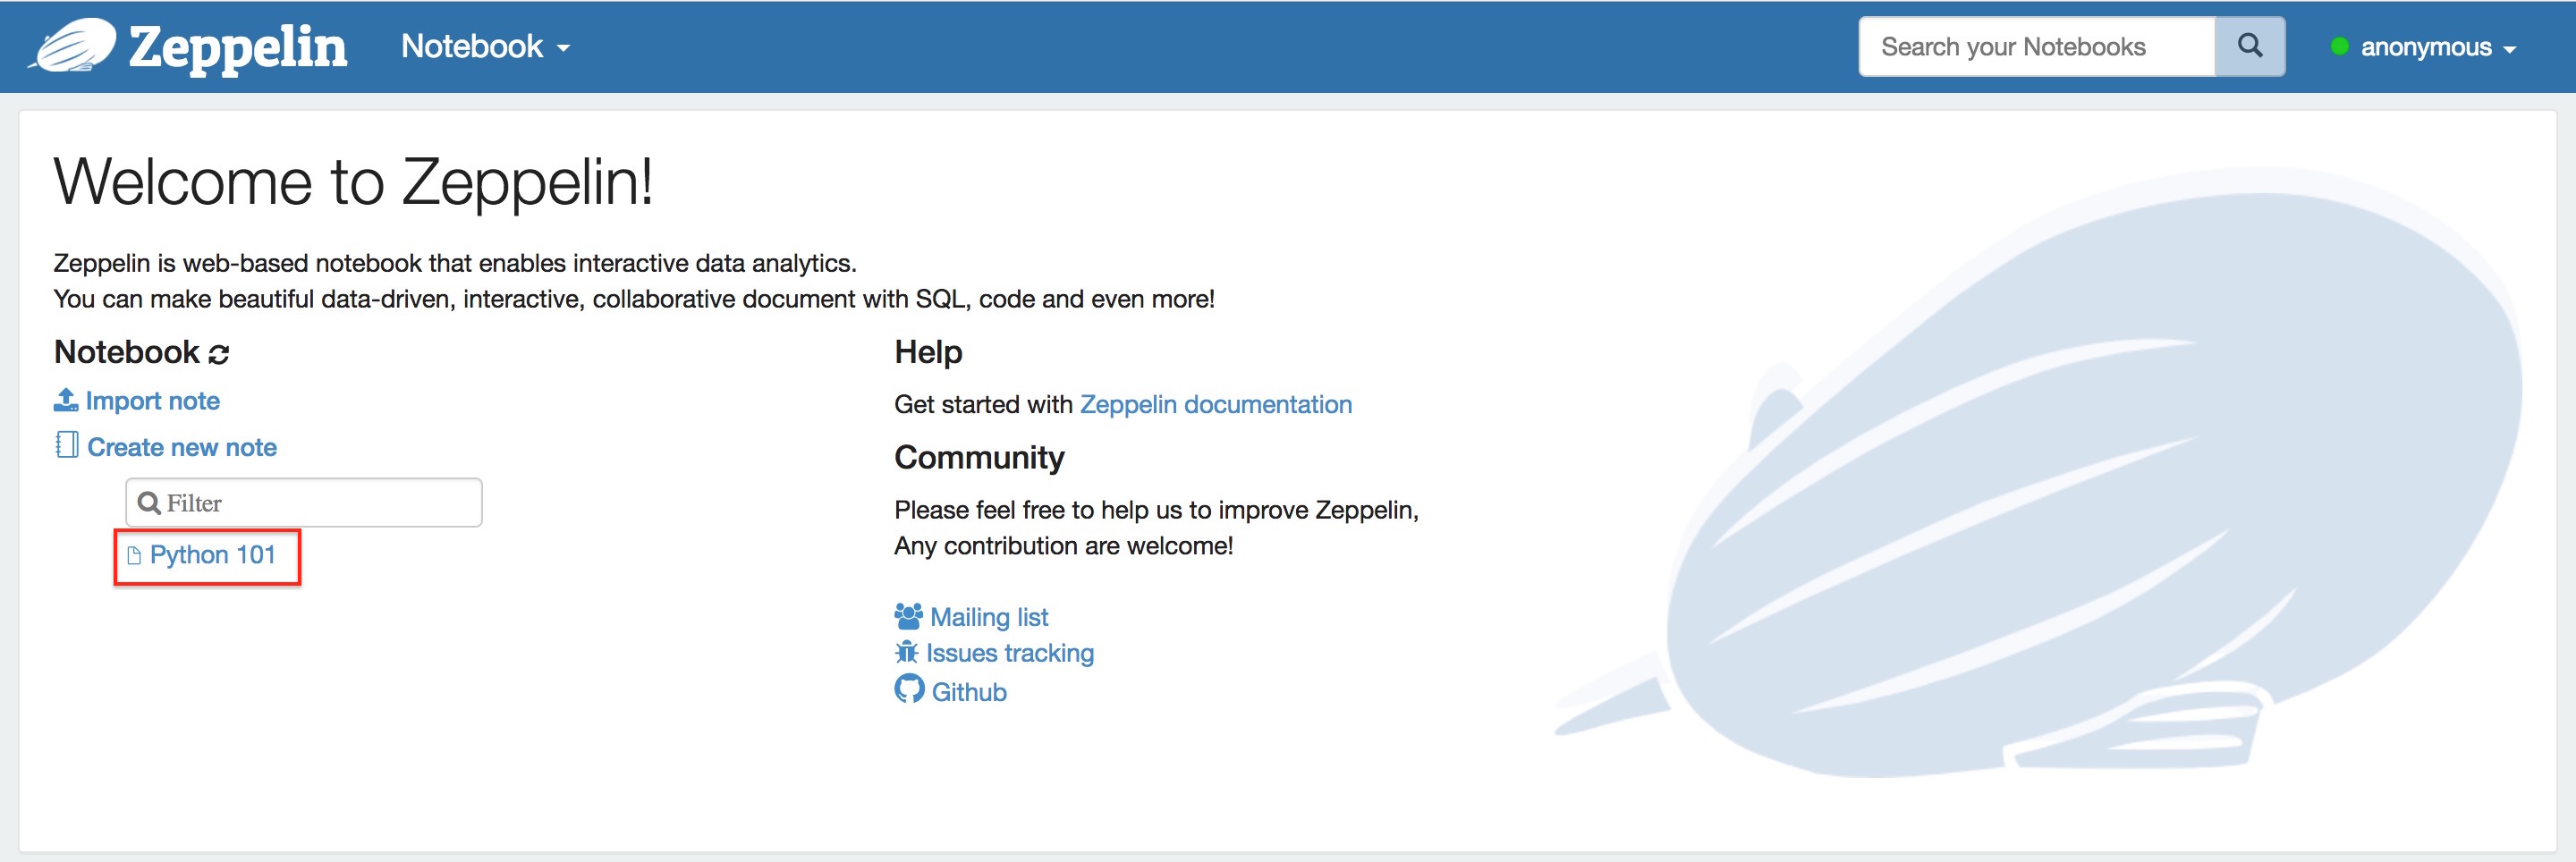 Zeppelin Notebook Search your Notebooks anonymous
Welcome to Zeppelin!
Zeppelin is web-based notebook that enables interactive data analytics.
You can make beautiful data-driven, interactive, collaborative document with SQL, code and even more!
Notebook
Import note
Create new note
Filter
Python 101
Help
Get started with Zeppelin documentation
Community
Please feel free to help us to improve Zeppelin,
Any contribution are welcome!
Mailing list
Issues tracking
Github